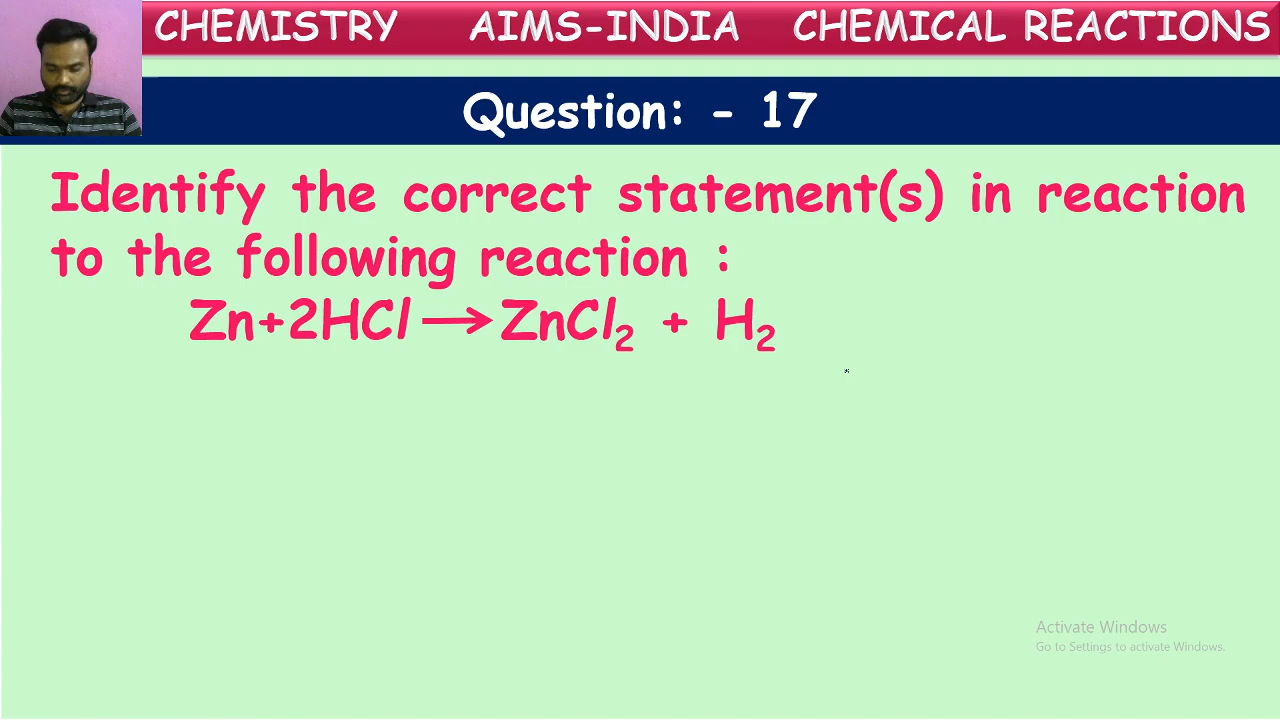 CHEMISTRY AIMS-INDIA CHEMICAL REACTIONS
Question: - 17
Identify the correct statement(s) in reaction
to the following reaction :
Zn+2HCl → ZnCl₂ + H₂
Activate Windows
Go to Settings to activate Windows.